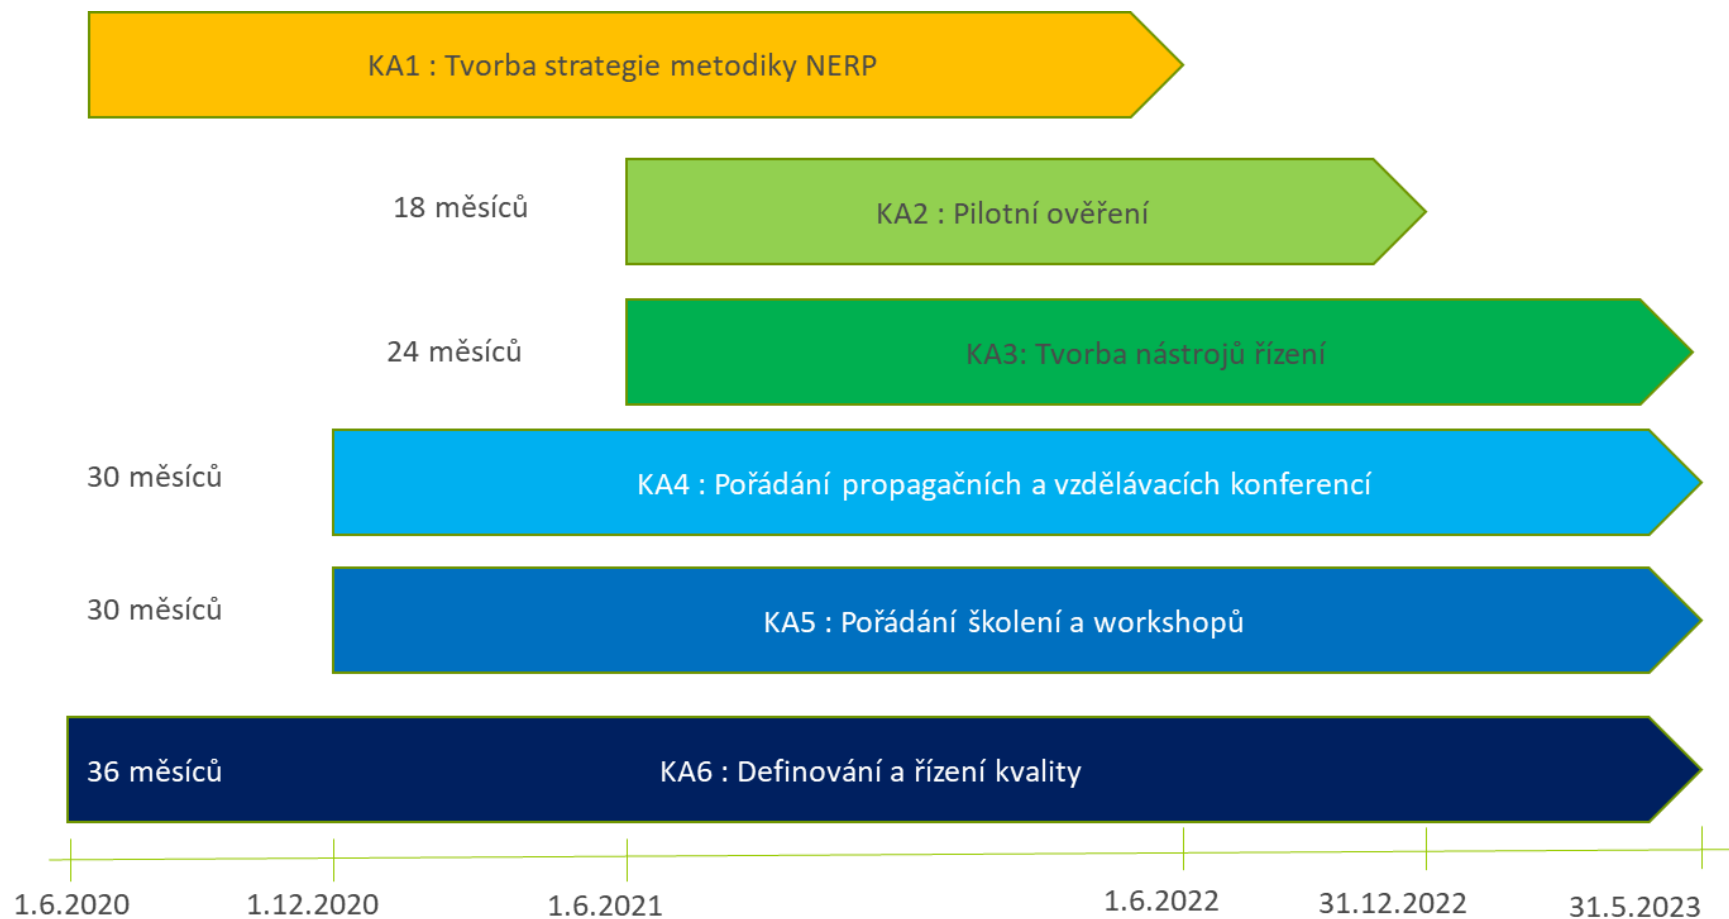 KA1 : Tvorba strategie metodiky NERP
18 měsíců
KA2 : Pilotní ověření
24 měsíců
KA3: Tvorba nástrojů řízení
30 měsíců
KA4 : Pořádání propagačních a vzdělávacích konferencí
30 měsíců
KA5 : Pořádání školení a workshopů
36 měsíců
KA6 : Definování a řízení kvality
1.6.2020
1.12.2020
1.6.2021
1.6.2022
31.12.2022
31.5.2023